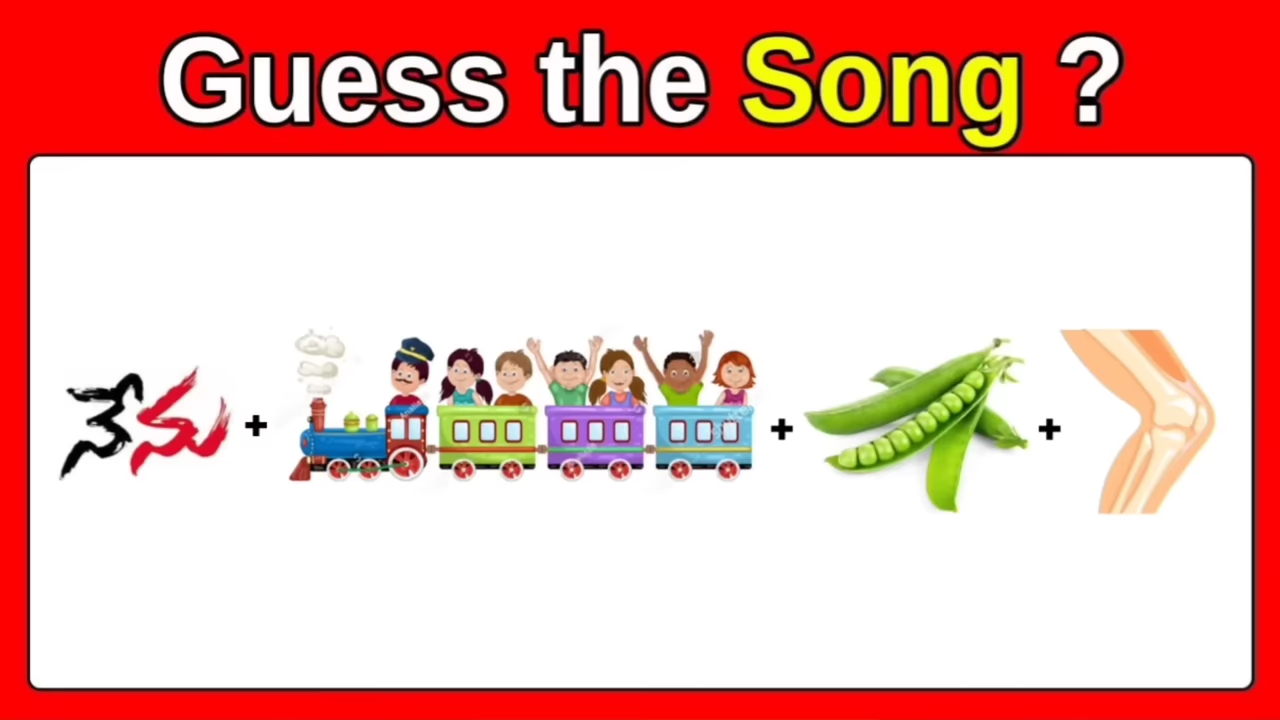 Guess the Song ?
నేను + + +